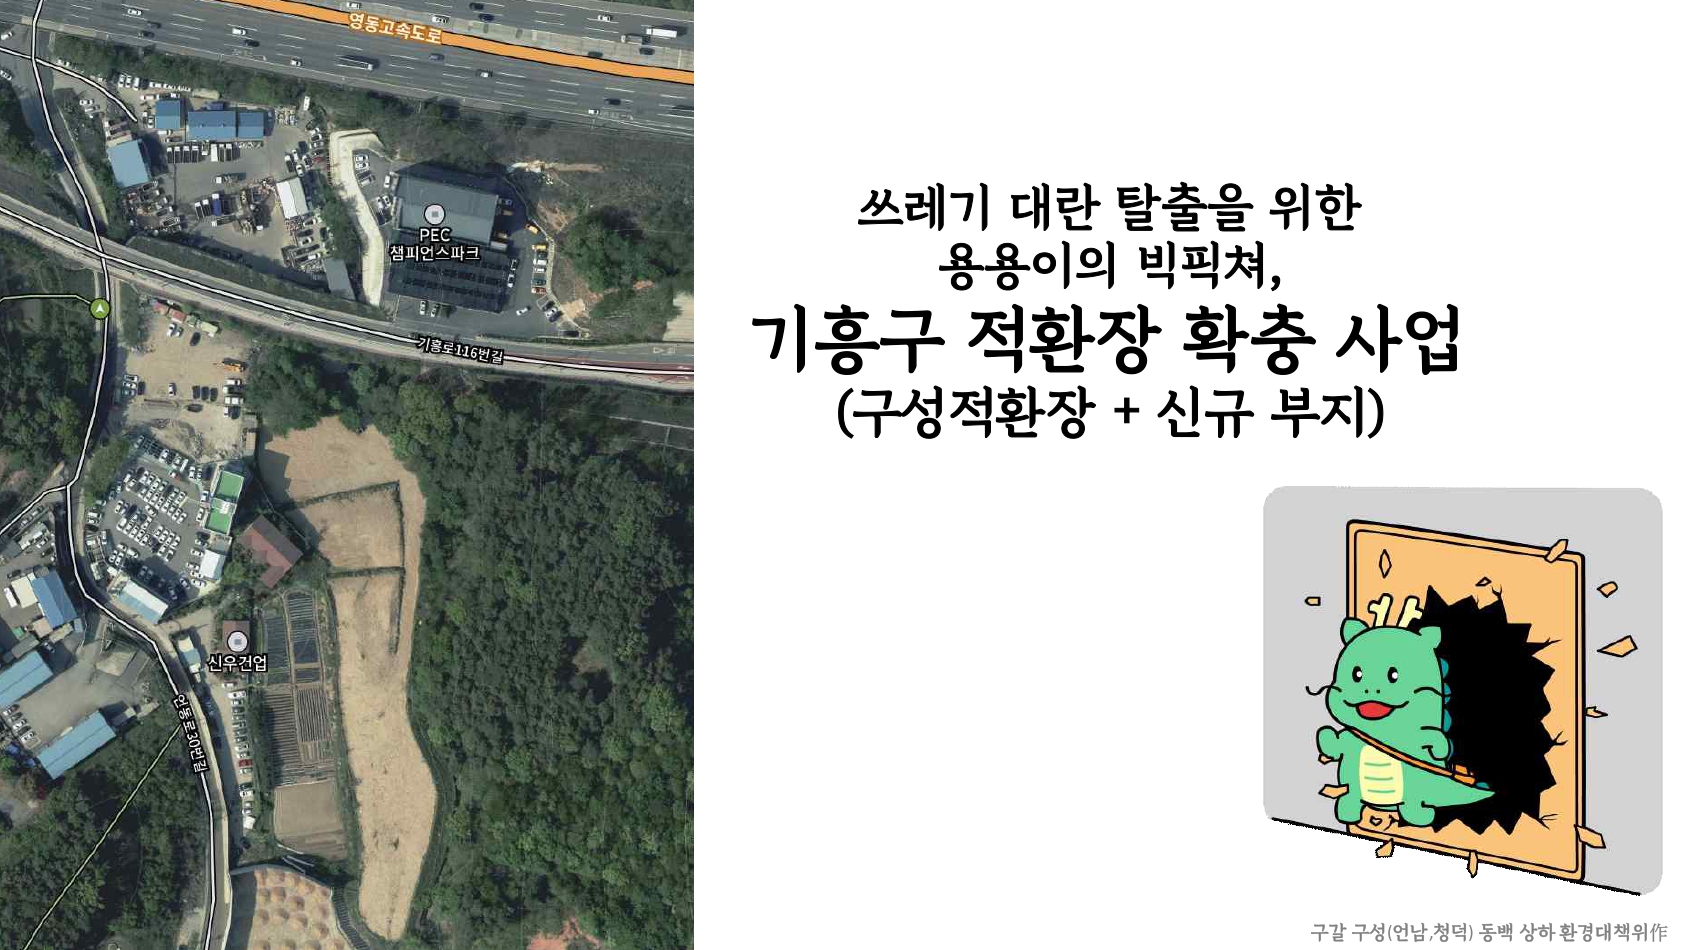 영동고속도로
PEC
챔피언스파크
기흥로116번길
신우건업
언동로30번길
쓰레기 대란 탈출을 위한
용용이의 빅픽쳐,
기흥구 적환장 확충 사업
(구성적환장 + 신규 부지)
구갈 구성(언남,청덕) 동백 상하 환경대책위作